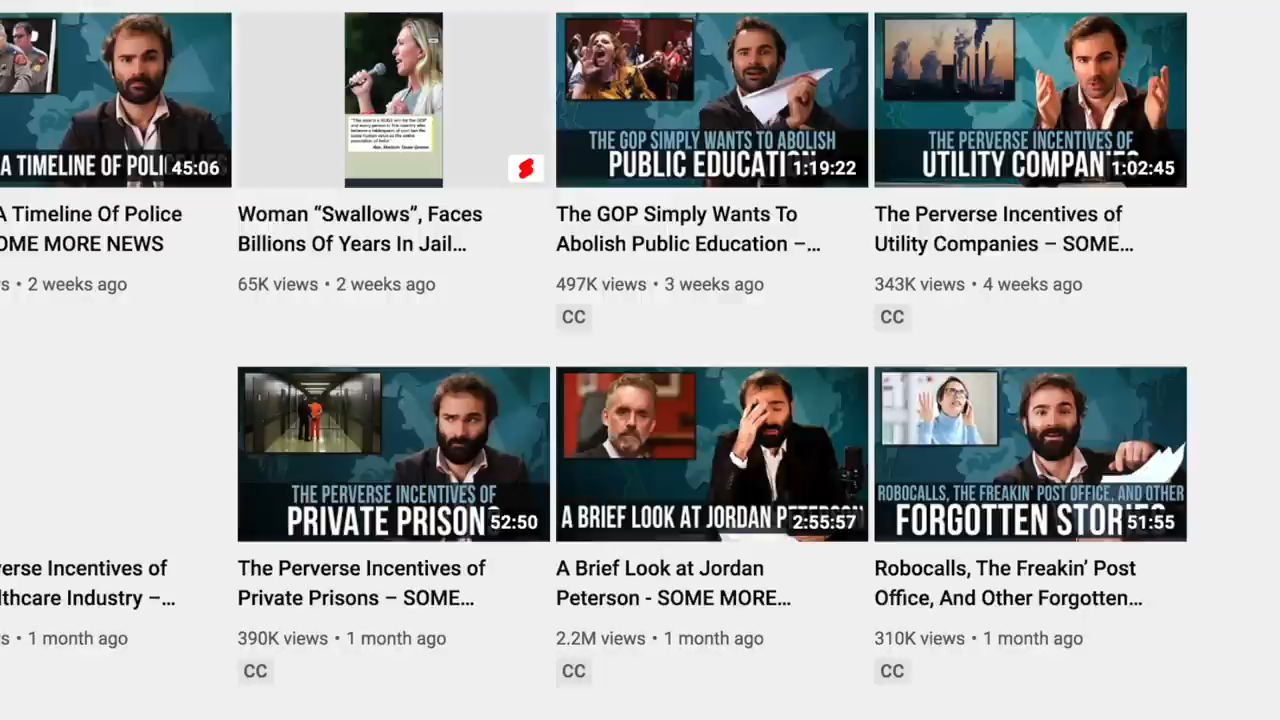 A TIMELINE OF POLI
45:06
THE GOP SIMPLY WANTS TO ABOLISH
PUBLIC EDUCATI
1:19:22
THE PERVERSE INCENTIVES OF
UTILITY COMPAN
1:02:45
A Timeline Of Police
OME MORE NEWS
s • 2 weeks ago
Woman “Swallows”, Faces
Billions Of Years In Jail...
65K views • 2 weeks ago
The GOP Simply Wants To
Abolish Public Education –...
497K views • 3 weeks ago
CC
The Perverse Incentives of
Utility Companies – SOME...
343K views • 4 weeks ago
CC
THE PERVERSE INCENTIVES OF
PRIVATE PRISON
52:50
A BRIEF LOOK AT JORDAN PETERSON
2:55:57
ROBOCALLS, THE FREAKIN’ POST OFFICE, AND OTHER
FORGOTTEN STORIES
51:55
erse Incentives of
lthcare Industry –...
s • 1 month ago
The Perverse Incentives of
Private Prisons – SOME...
390K views • 1 month ago
CC
A Brief Look at Jordan
Peterson - SOME MORE...
2.2M views • 1 month ago
CC
Robocalls, The Freakin’ Post
Office, And Other Forgotten...
310K views • 1 month ago
CC